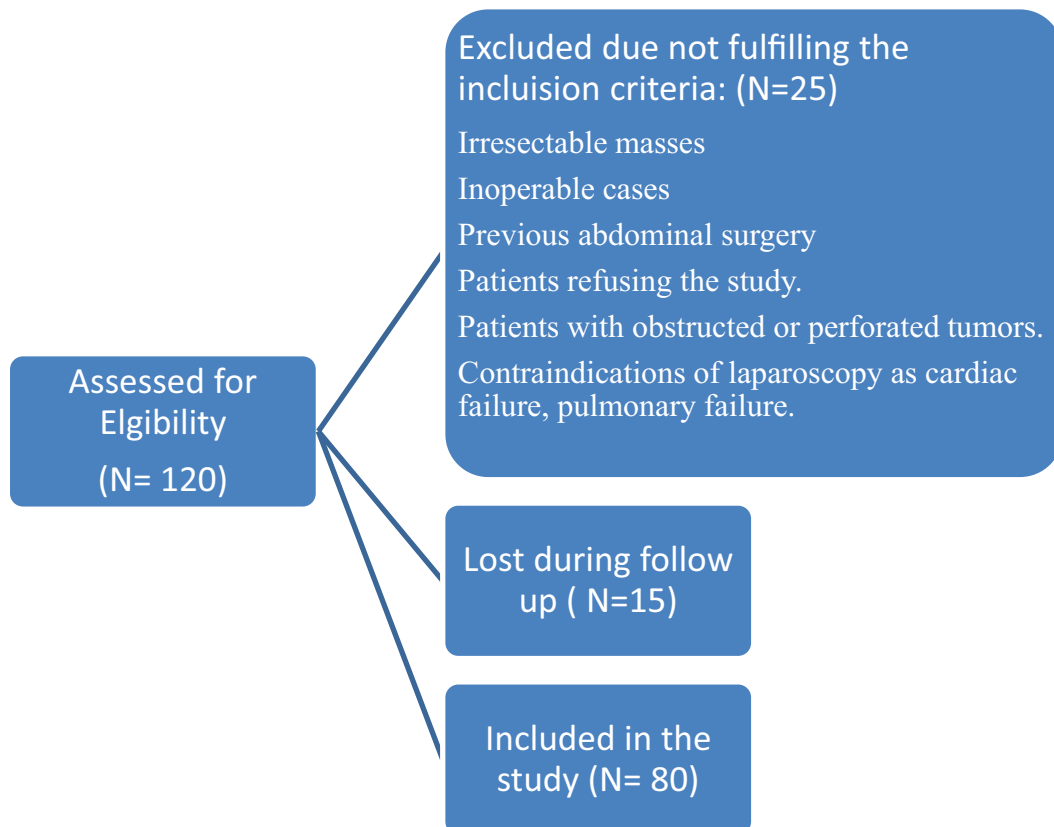 Excluded due not fulfilling the
incluision criteria: (N=25)
Irresectable masses
Inoperable cases
Previous abdominal surgery
Patients refusing the study.
Patients with obstructed or perforated tumors.
Contraindications of laparoscopy as cardiac
failure, pulmonary failure.
Assessed for
Elgibility
(N= 120)
Lost during follow
up ( N=15)
Included in the
study (N= 80)